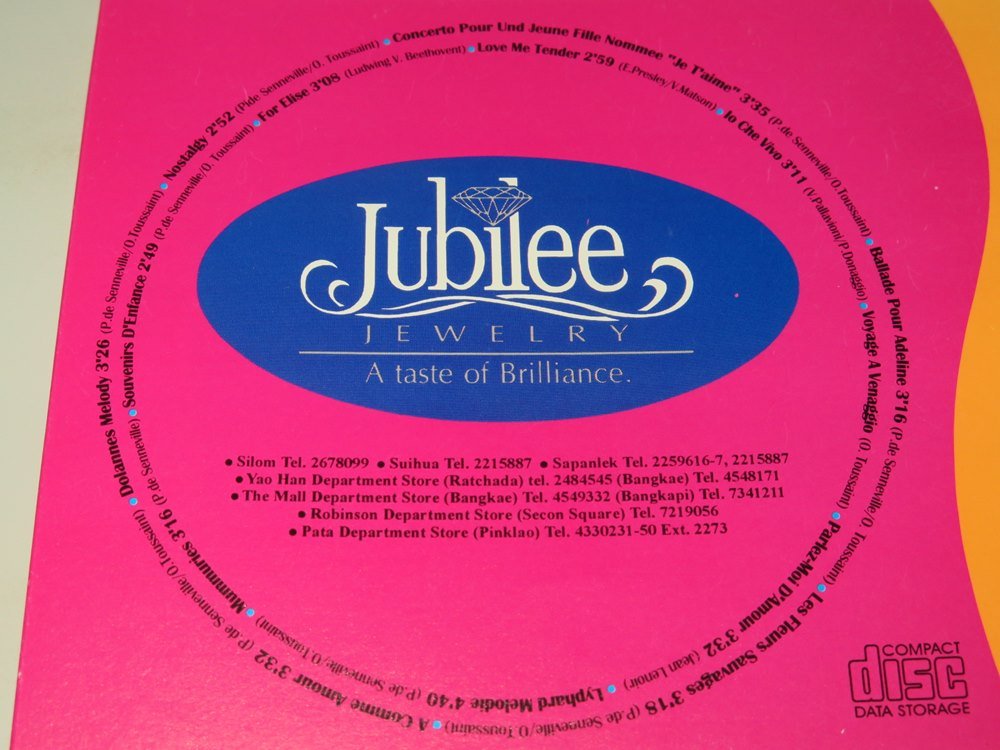 Concerto Pour Und Jeune Fille Nommee "Je T'aime" 3"35 (P.de Senneville/O.Toussaint)
• Ballade Pour Adeline 3"16 (P.de Senneville/O.Toussaint)
• Les Fleurs Sauvages 3"18 (P.de Senneville/O.Toussaint)
• A Comme Amour 3"32 (P.de Senneville/O.Toussaint)
• Dolannes Melody 3"26 (P.de Senneville/O.Toussaint)
• Nostalgy 2"52 (P.de Senneville/O.Toussaint)
• Love Me Tender 2"59 (E.Presley/V.Matson)
• Io Che Vivo 3"11 (V.Pallavioni/P.Donaggio)
• Voyage A Venaggio (O.Toussaint)
• Parlez-Moi D'Amour 3"32 (Jean Lenoir)
• Lyphard Melodie 4"40 (P.de Senneville/O.Toussaint)
• Murmuries 3"16 (P.de Senneville)
• Souvenirs D'Enfance 2"49 (P.de Senneville/O.Toussaint)
• For Elise 3"08 (Ludwing V. Beethovent)
Jubilee
JEWELRY
A taste of Brilliance.
• Silom Tel. 2678099 • Suihua Tel. 2215887 • Sapanlek Tel. 2259616-7, 2215887
• Yao Han Department Store (Ratchada) tel. 2484545 (Bangkae) Tel. 4548171
• The Mall Department Store (Bangkae) Tel. 4549332 (Bangkapi) Tel. 7341211
• Robinson Department Store (Secon Square) Tel. 7219056
• Pata Department Store (Pinklao) Tel. 4330231-50 Ext. 2273
COMPACT
disc
DATA STORAGE